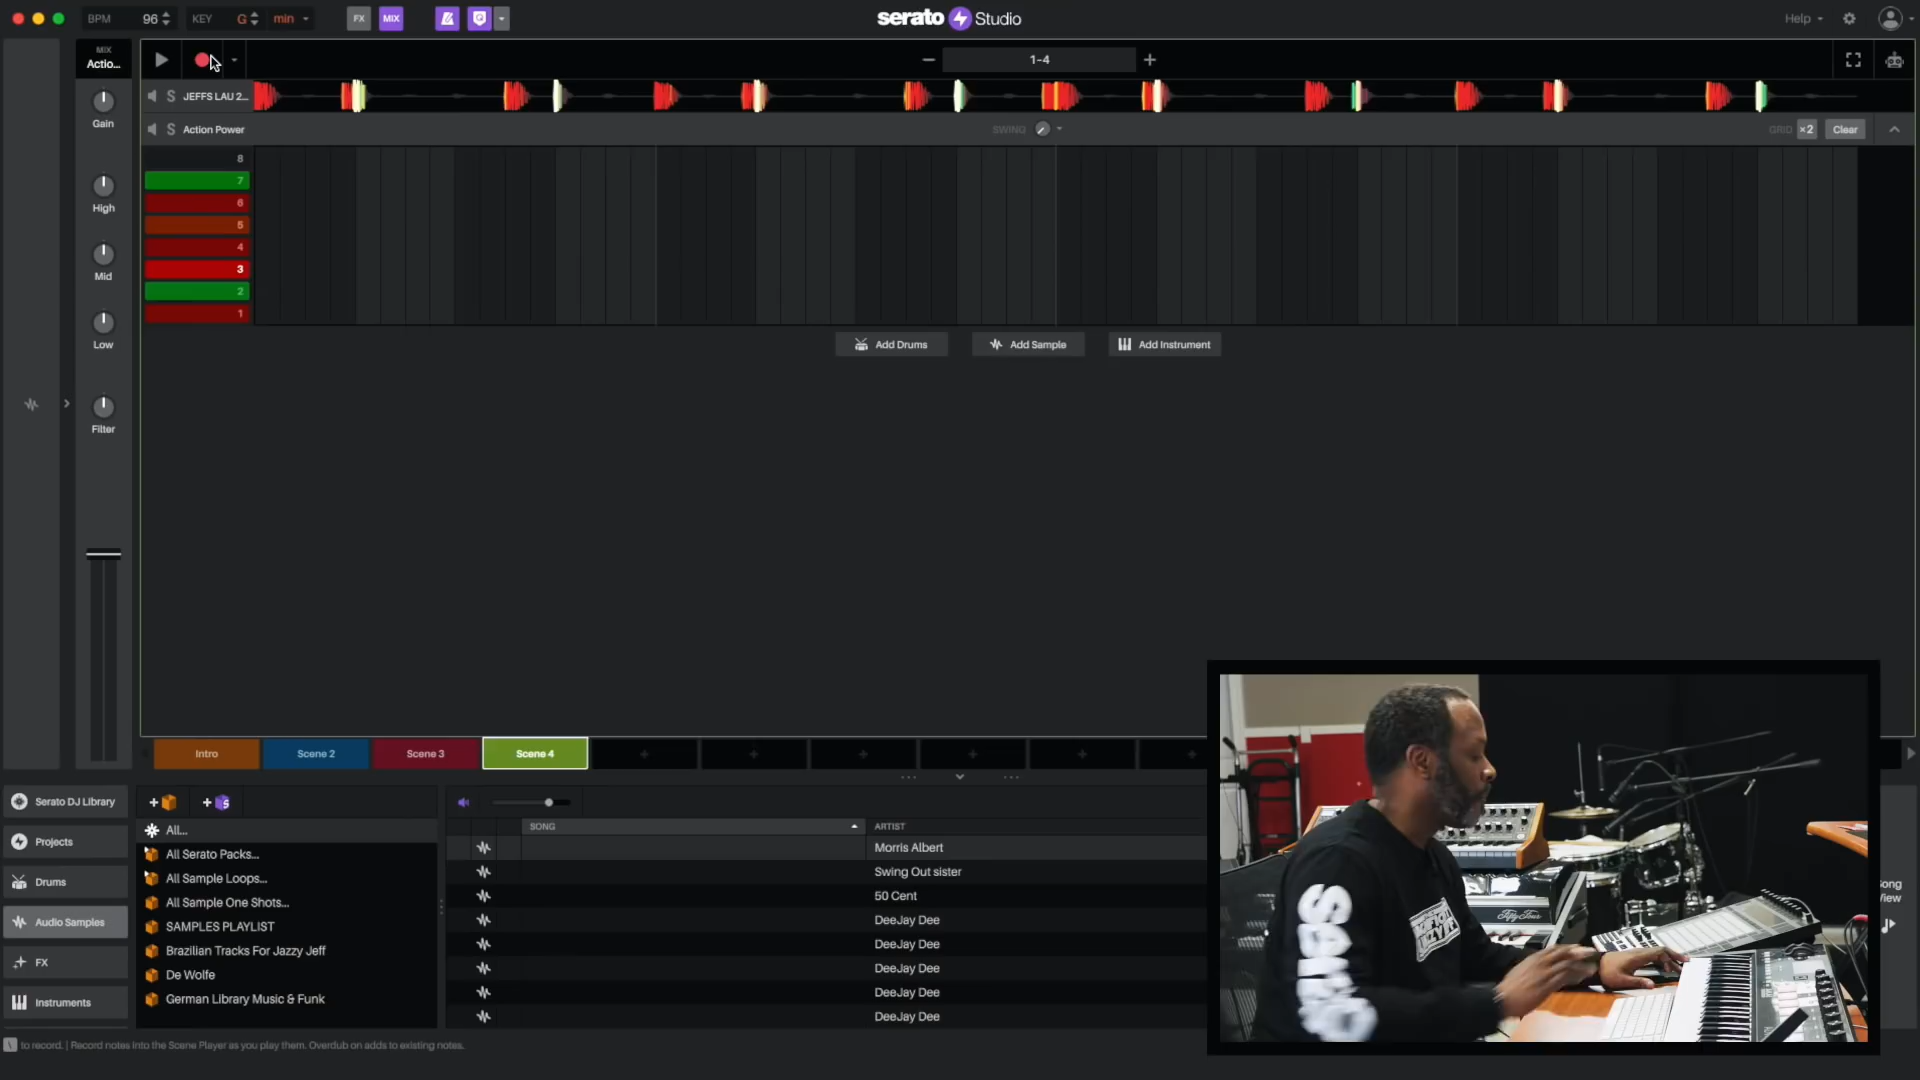 BPM 96 KEY G min FX MIX serato Studio Help
MIX
Actio... 1-4
JEFFS LAU 2...
S Action Power SWING GRID ×2 Clear
Gain
High
Mid
Low
Filter
8
7
6
5
4
3
2
1
Add Drums Add Sample Add Instrument
Intro Scene 2 Scene 3 Scene 4
Serato DJ Library
Projects
Drums
Audio Samples
FX
Instruments
All...
All Serato Packs...
All Sample Loops...
All Sample One Shots...
SAMPLES PLAYLIST
Brazilian Tracks For Jazzy Jeff
De Wolfe
German Library Music & Funk
SONG ARTIST
Morris Albert
Swing Out sister
50 Cent
DeeJay Dee
DeeJay Dee
DeeJay Dee
DeeJay Dee
DeeJay Dee
ong
iew
\ to record. | Record notes into the Scene Player as you play them. Overdub on adds to existing notes.